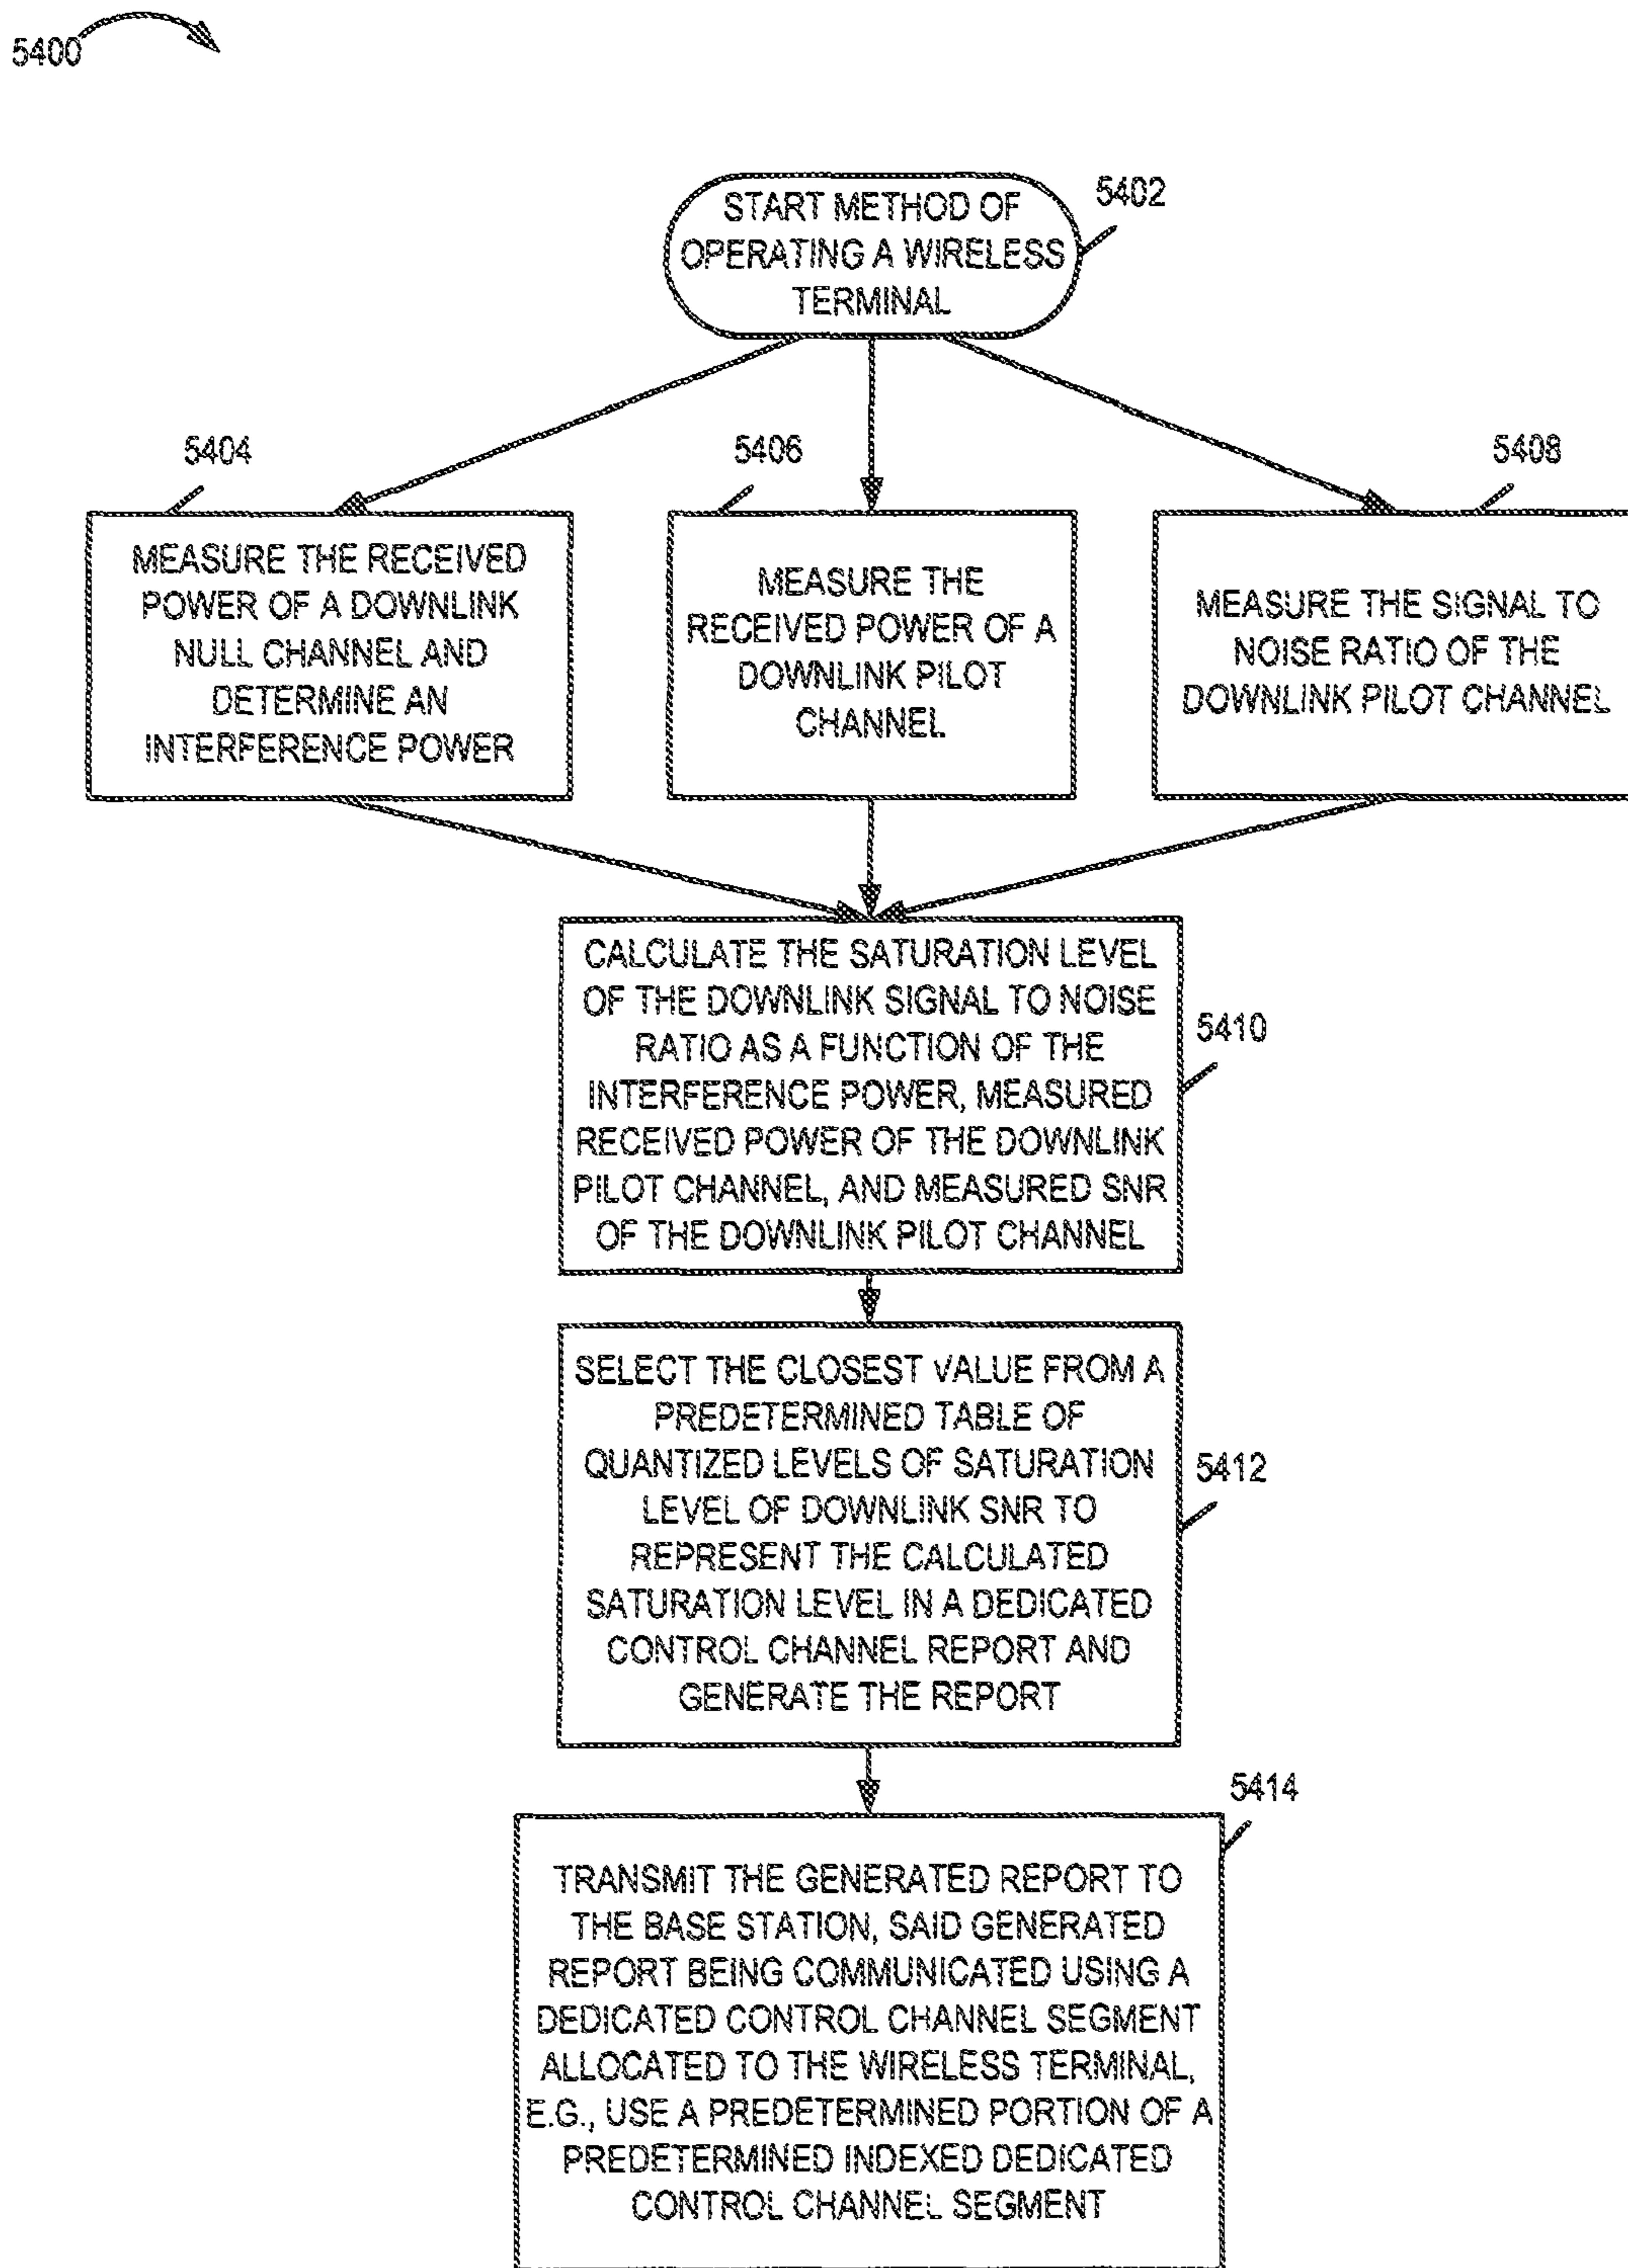 5400
START METHOD OF
OPERATING A WIRELESS
TERMINAL
5402
5404
MEASURE THE RECEIVED
POWER OF A DOWNLINK
NULL CHANNEL AND
DETERMINE AN
INTERFERENCE POWER
5406
MEASURE THE
RECEIVED POWER OF A
DOWNLINK PILOT
CHANNEL
5408
MEASURE THE SIGNAL TO
NOISE RATIO OF THE
DOWNLINK PILOT CHANNEL
CALCULATE THE SATURATION LEVEL
OF THE DOWNLINK SIGNAL TO NOISE
RATIO AS A FUNCTION OF THE
INTERFERENCE POWER, MEASURED
RECEIVED POWER OF THE DOWNLINK
PILOT CHANNEL, AND MEASURED SNR
OF THE DOWNLINK PILOT CHANNEL
5410
SELECT THE CLOSEST VALUE FROM A
PREDETERMINED TABLE OF
QUANTIZED LEVELS OF SATURATION
LEVEL OF DOWNLINK SNR TO
REPRESENT THE CALCULATED
SATURATION LEVEL IN A DEDICATED
CONTROL CHANNEL REPORT AND
GENERATE THE REPORT
5412
5414
TRANSMIT THE GENERATED REPORT TO
THE BASE STATION, SAID GENERATED
REPORT BEING COMMUNICATED USING A
DEDICATED CONTROL CHANNEL SEGMENT
ALLOCATED TO THE WIRELESS TERMINAL,
E.G., USE A PREDETERMINED PORTION OF A
PREDETERMINED INDEXED DEDICATED
CONTROL CHANNEL SEGMENT